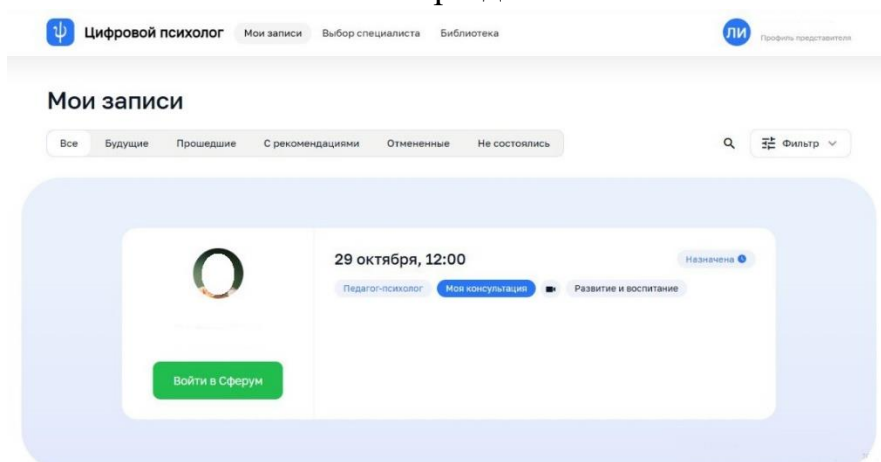 Цифровой психолог Мои записи Выбор специалиста Библиотека ЛИ
Профиль представителя
Мои записи
Все Будущие Прошедшие С рекомендациями Отмененные Не состоялись Фильтр
29 октября, 12:00 Назначена
Педагог-психолог Моя консультация Развитие и воспитание
Войти в Сферум